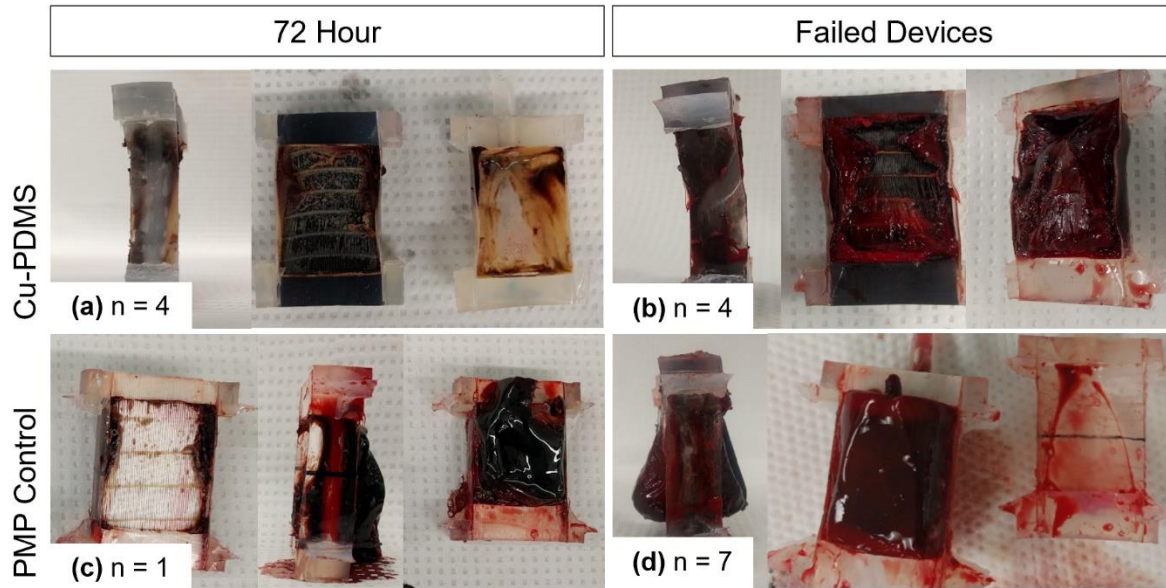 72 Hour
Failed Devices
Cu-PDMS
(a) n = 4
(b) n = 4
PMP Control
(c) n = 1
(d) n = 7